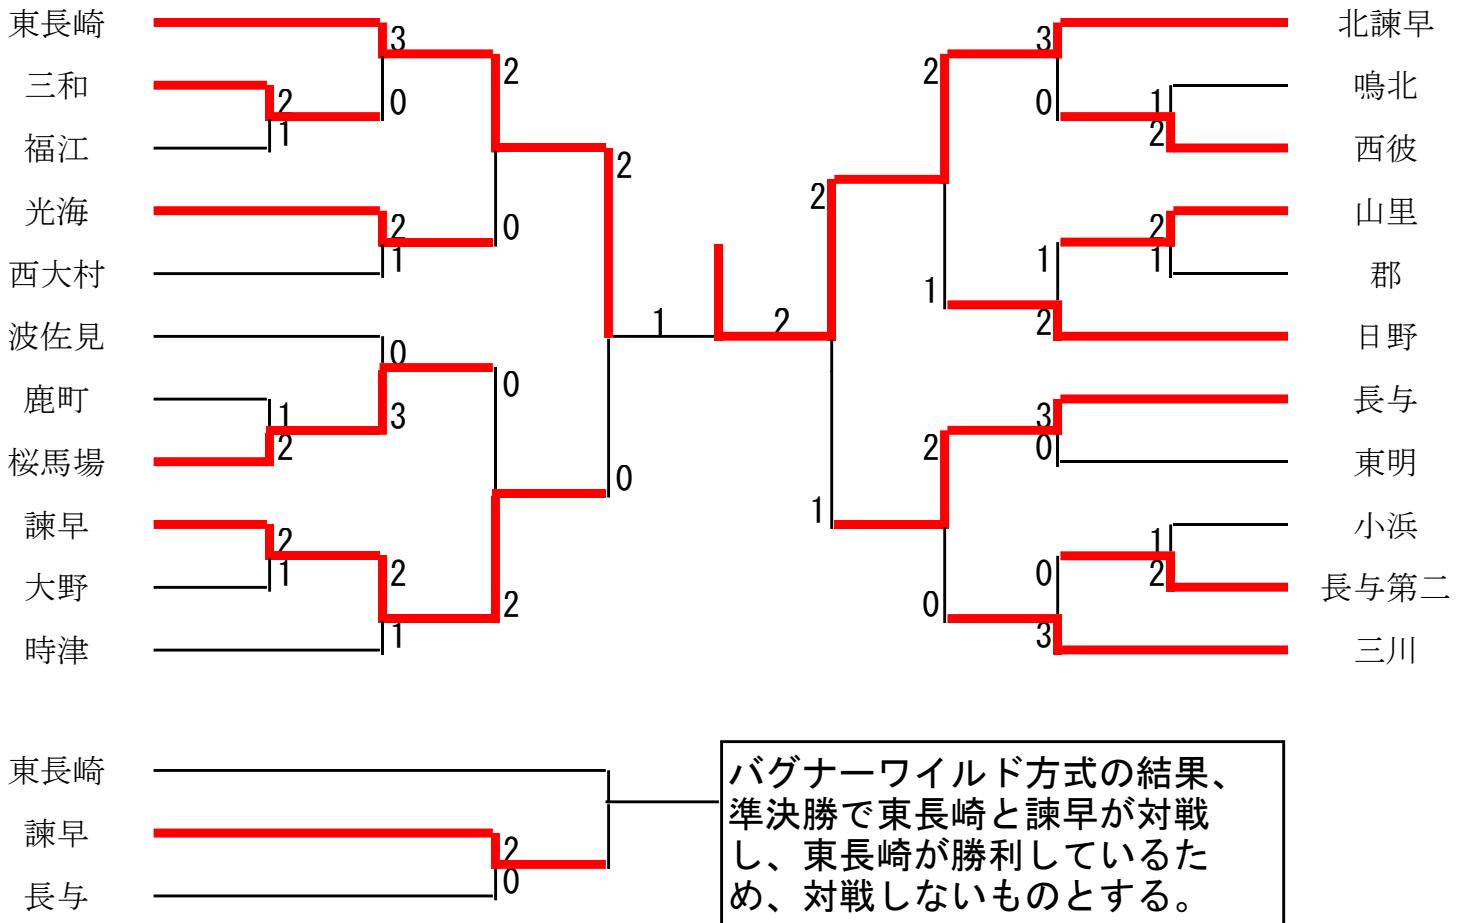 東長崎
三和
福江
光海
西大村
波佐見
鹿町
桜馬場
諫早
大野
時津
3
0
2
1
2
1
0
3
1
2
2
1
2
1
2
0
0
2
2
0
1
2
2
1
2
1
2
0
3
0
1
2
3
0
0
3
1
2
2
1
1
2
北諫早
鳴北
西彼
山里
郡
日野
長与
東明
小浜
長与第二
三川
東長崎
諫早
長与
2
0
バグナーワイルド方式の結果、
準決勝で東長崎と諫早が対戦
し、東長崎が勝利しているた
め、対戦しないものとする。